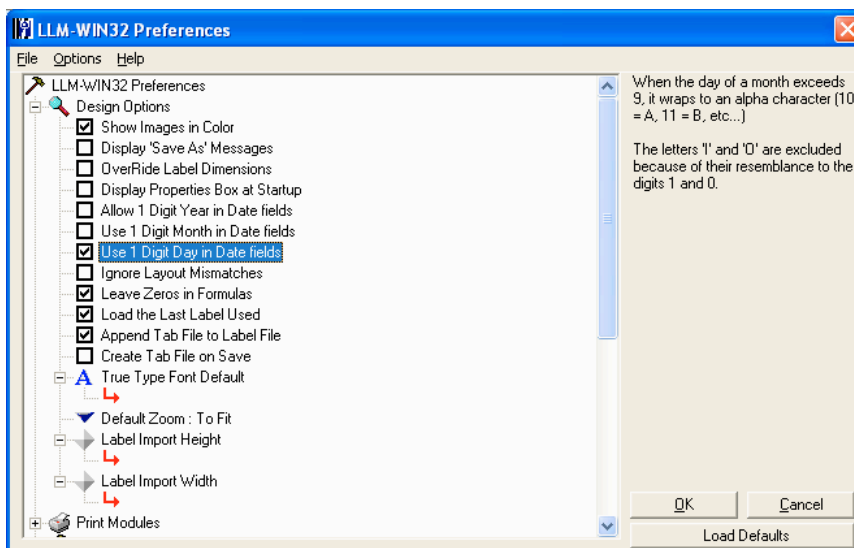 LLM-WIN32 Preferences
File Options Help
LLM-WIN32 Preferences
Design Options
Show Images in Color
Display 'Save As' Messages
OverRide Label Dimensions
Display Properties Box at Startup
Allow 1 Digit Year in Date fields
Use 1 Digit Month in Date fields
Use 1 Digit Day in Date fields
Ignore Layout Mismatches
Leave Zeros in Formulas
Load the Last Label Used
Append Tab File to Label File
Create Tab File on Save
True Type Font Default
Default Zoom : To Fit
Label Import Height
Label Import Width
Print Modules
When the day of a month exceeds
9, it wraps to an alpha character (10
= A, 11 = B, etc...)
The letters 'I' and 'O' are excluded
because of their resemblance to the
digits 1 and 0.
OK
Cancel
Load Defaults